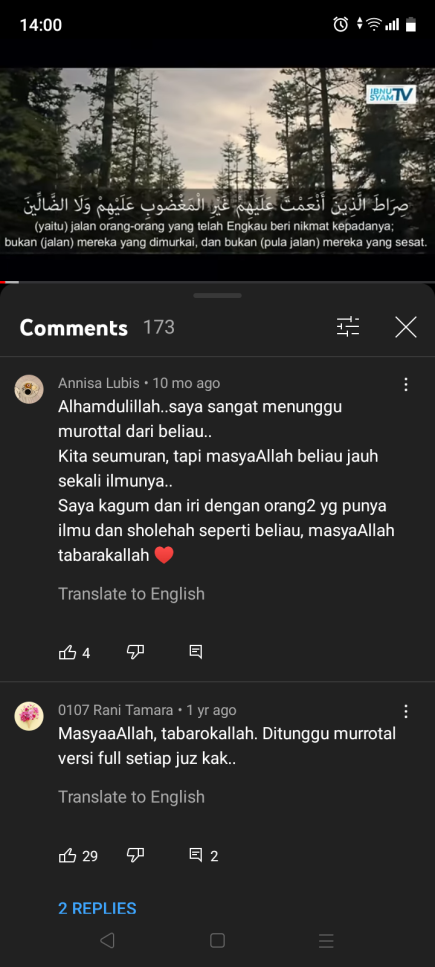 14:00
IBNU
SYAM TV
صِرَاطَ الَّذِينَ أَنْعَمْتَ عَلَيْهِمْ غَيْرِ الْمَغْضُوبِ عَلَيْهِمْ وَلَا الضَّالِّينَ
(yaitu) jalan orang-orang yang telah Engkau beri nikmat kepadanya;
bukan (jalan) mereka yang dimurkai, dan bukan (pula jalan) mereka yang sesat.
Comments 173
Annisa Lubis • 10 mo ago
Alhamdulillah..saya sangat menunggu
murottal dari beliau..
Kita seumuran, tapi masyaAllah beliau jauh
sekali ilmunya..
Saya kagum dan iri dengan orang2 yg punya
ilmu dan sholehah seperti beliau, masyaAllah
tabarakallah ❤️
Translate to English
4
0107 Rani Tamara • 1 yr ago
MasyaaAllah, tabarokallah. Ditunggu murrotal
versi full setiap juz kak..
Translate to English
29 2
2 REPLIES